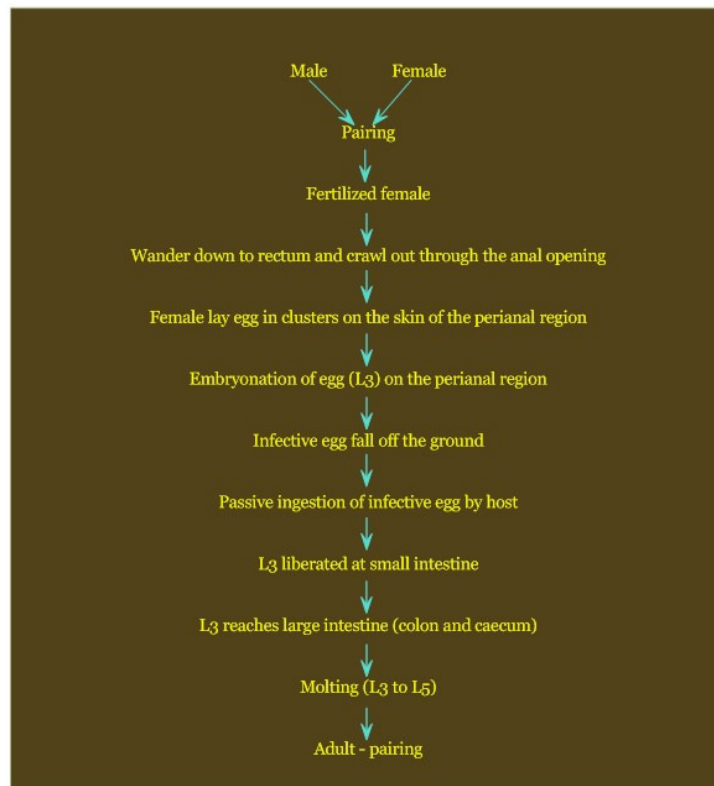 Male Female
Pairing
Fertilized female
Wander down to rectum and crawl out through the anal opening
Female lay egg in clusters on the skin of the perianal region
Embryonation of egg (L3) on the perianal region
Infective egg fall off the ground
Passive ingestion of infective egg by host
L3 liberated at small intestine
L3 reaches large intestine (colon and caecum)
Molting (L3 to L5)
Adult - pairing